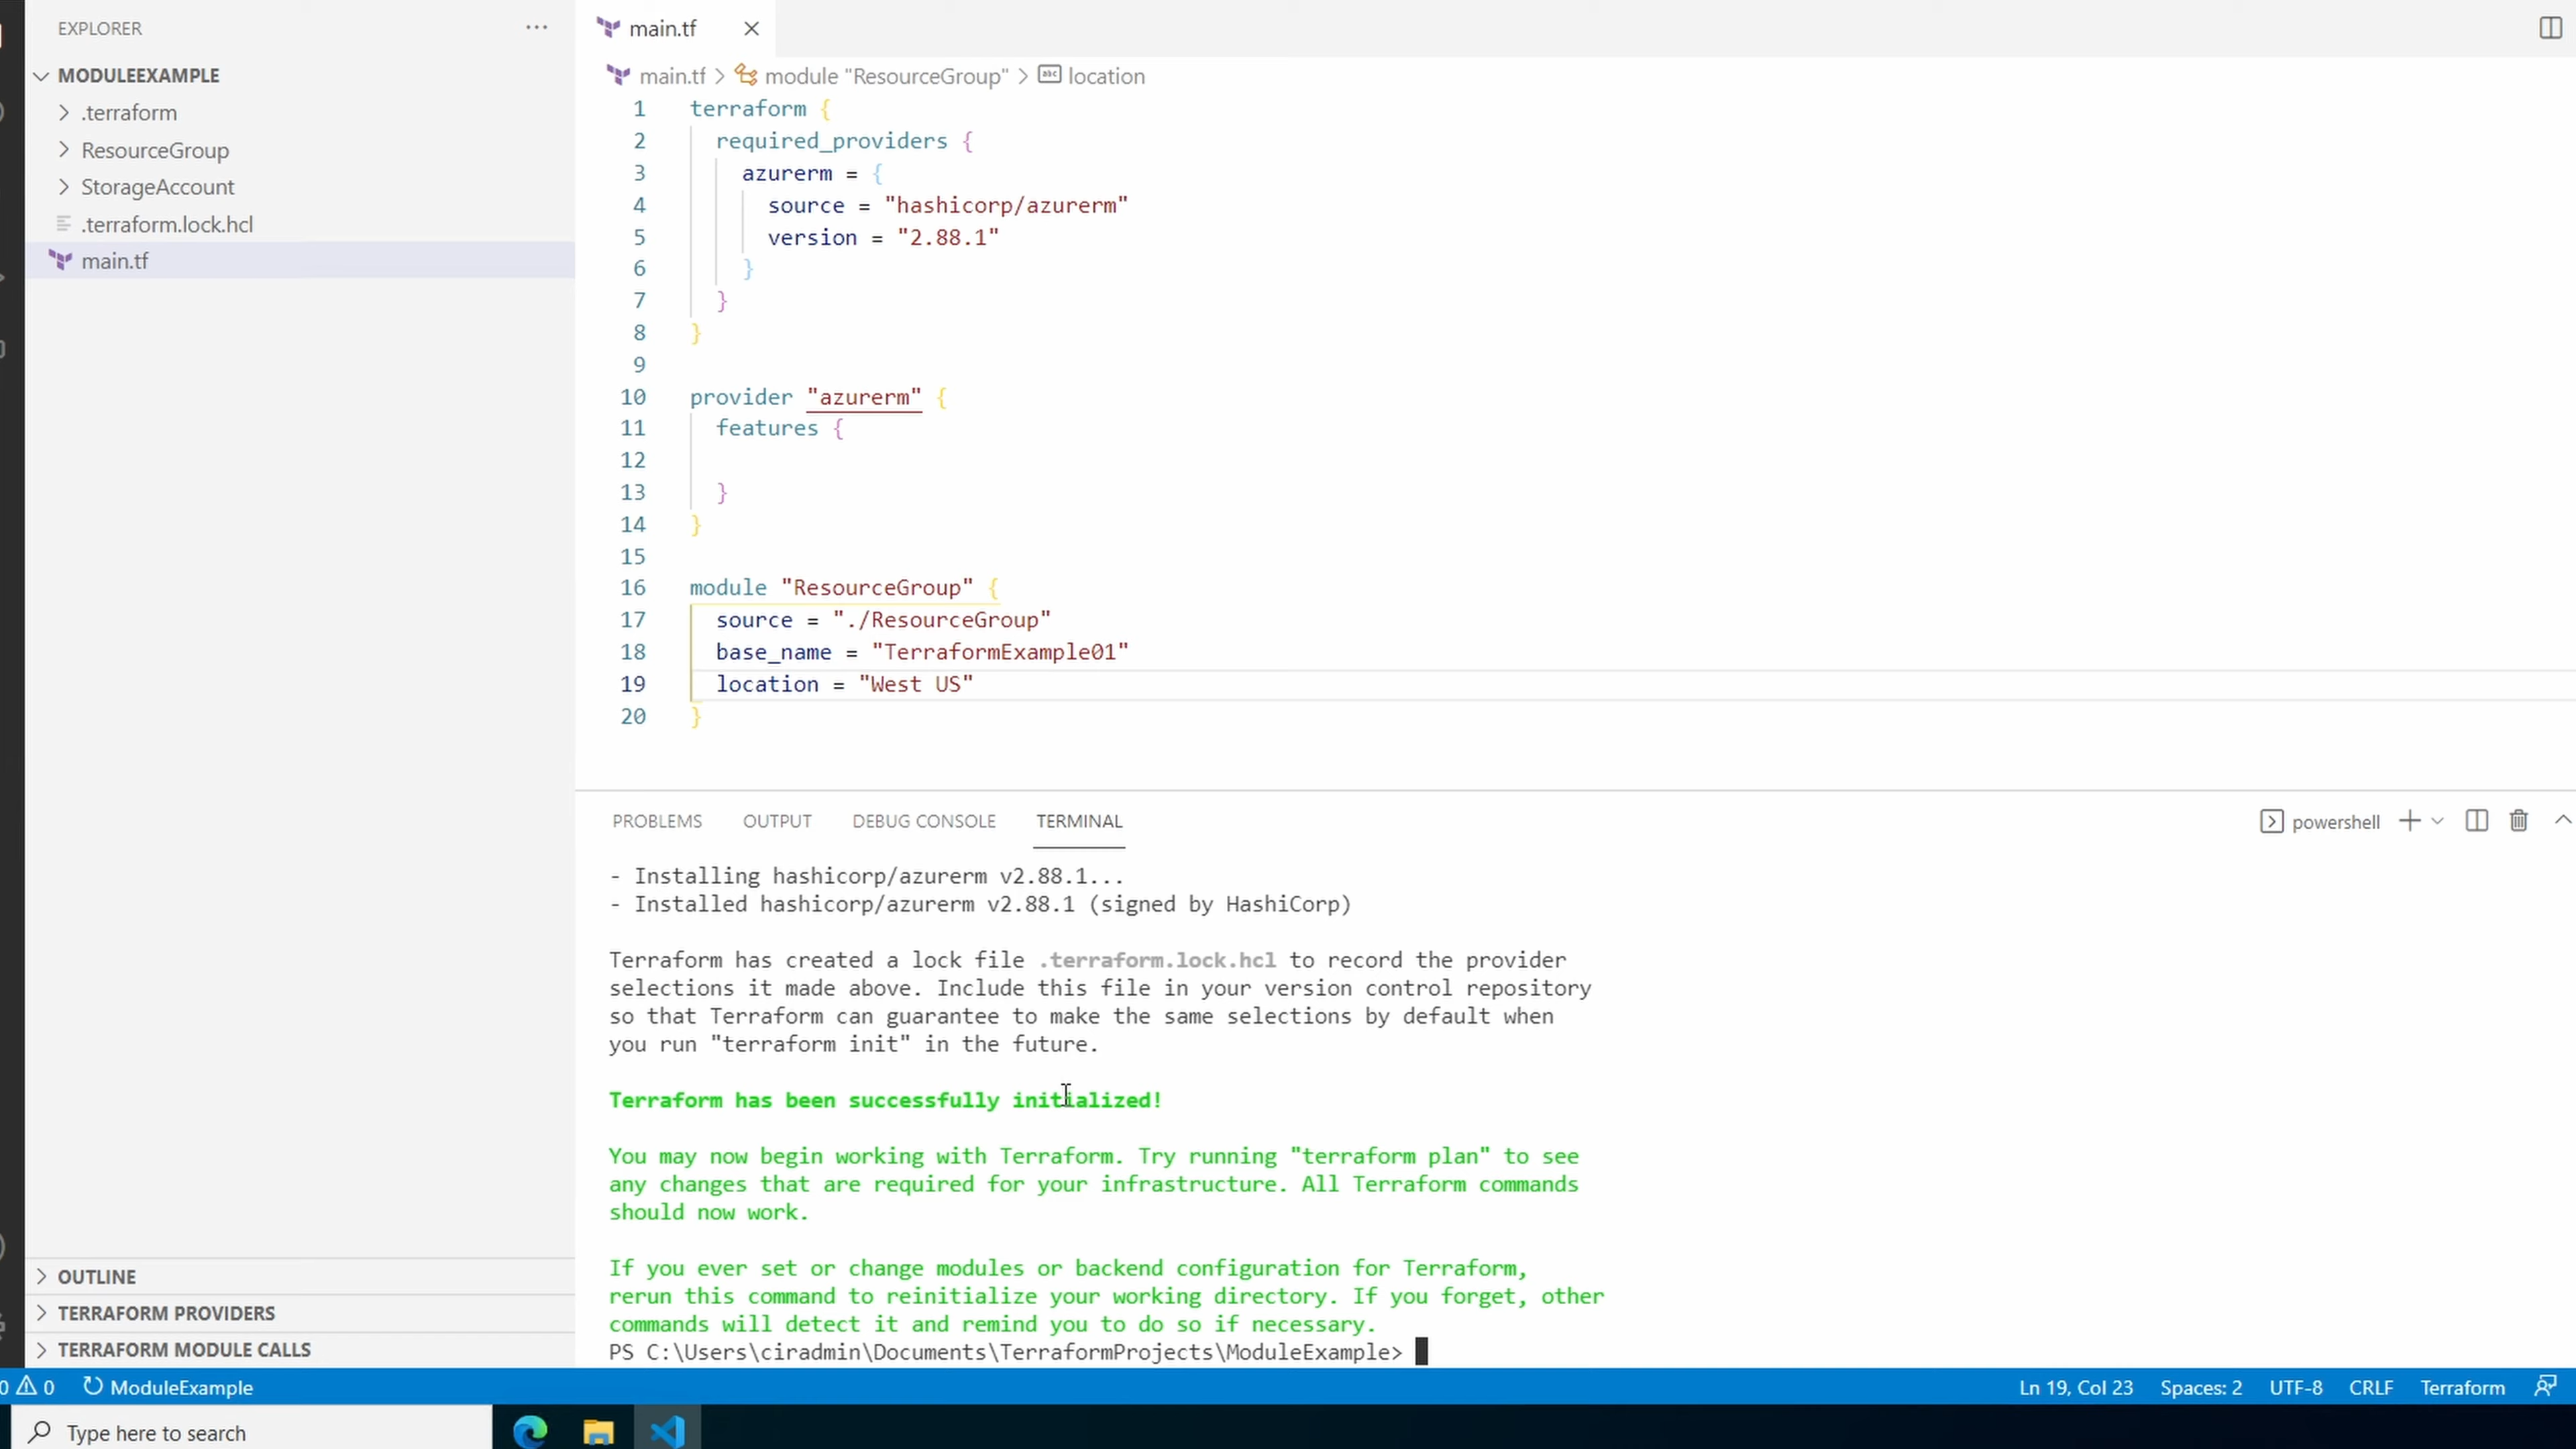 EXPLORER
MODULEEXAMPLE
.terraform
ResourceGroup
StorageAccount
.terraform.lock.hcl
main.tf
OUTLINE
TERRAFORM PROVIDERS
TERRAFORM MODULE CALLS
main.tf
main.tf > module "ResourceGroup" > location
1 terraform {
2 required_providers {
3 azurerm = {
4 source = "hashicorp/azurerm"
5 version = "2.88.1"
6 }
7 }
8 }
9
10 provider "azurerm" {
11 features {
12
13 }
14 }
15
16 module "ResourceGroup" {
17 source = "./ResourceGroup"
18 base_name = "TerraformExample01"
19 location = "West US"
20 }
PROBLEMS OUTPUT DEBUG CONSOLE TERMINAL powershell
- Installing hashicorp/azurerm v2.88.1...
- Installed hashicorp/azurerm v2.88.1 (signed by HashiCorp)
Terraform has created a lock file .terraform.lock.hcl to record the provider
selections it made above. Include this file in your version control repository
so that Terraform can guarantee to make the same selections by default when
you run "terraform init" in the future.
Terraform has been successfully initialized!
You may now begin working with Terraform. Try running "terraform plan" to see
any changes that are required for your infrastructure. All Terraform commands
should now work.
If you ever set or change modules or backend configuration for Terraform,
rerun this command to reinitialize your working directory. If you forget, other
commands will detect it and remind you to do so if necessary.
PS C:\Users\ciradmin\Documents\TerraformProjects\ModuleExample>
0 0 ModuleExample Ln 19, Col 23 Spaces: 2 UTF-8 CRLF Terraform
Type here to search